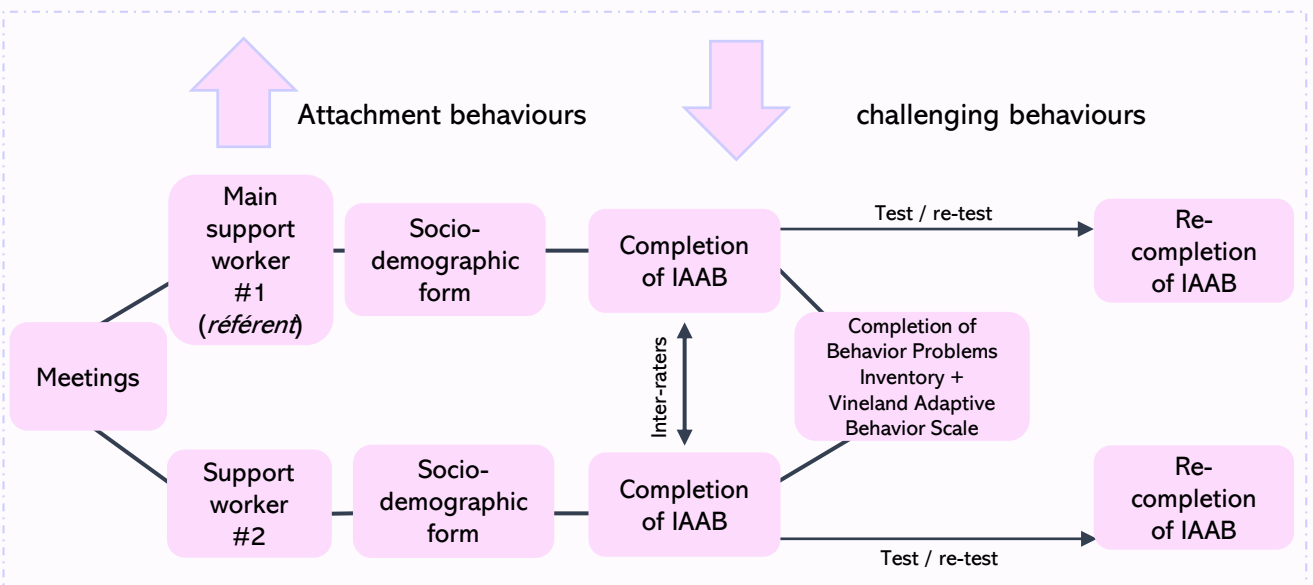 Attachment behaviours
challenging behaviours
Main
support
worker
#1
(référent)
Socio-
demographic
form
Completion
of IAAB
Test / re-test
Re-
completion
of IAAB
Meetings
Inter-raters
Completion of
Behavior Problems
Inventory +
Vineland Adaptive
Behavior Scale
Support
worker
#2
Socio-
demographic
form
Completion
of IAAB
Test / re-test
Re-
completion
of IAAB